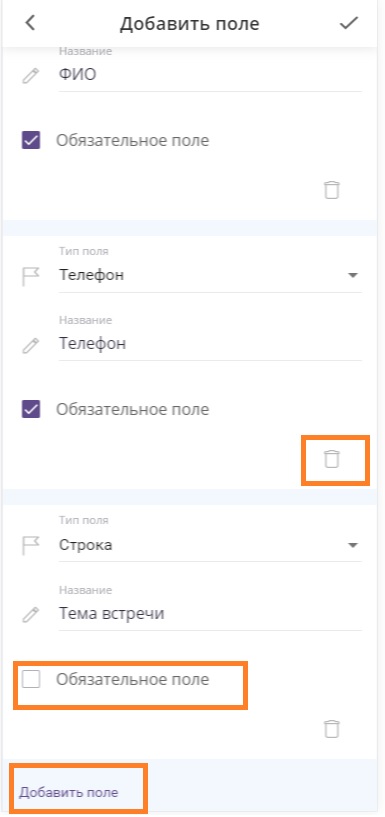 Добавить поле
Название
ФИО
Обязательное поле
Тип поля
Телефон
Название
Телефон
Обязательное поле
Тип поля
Строка
Название
Тема встречи
Обязательное поле
Добавить поле